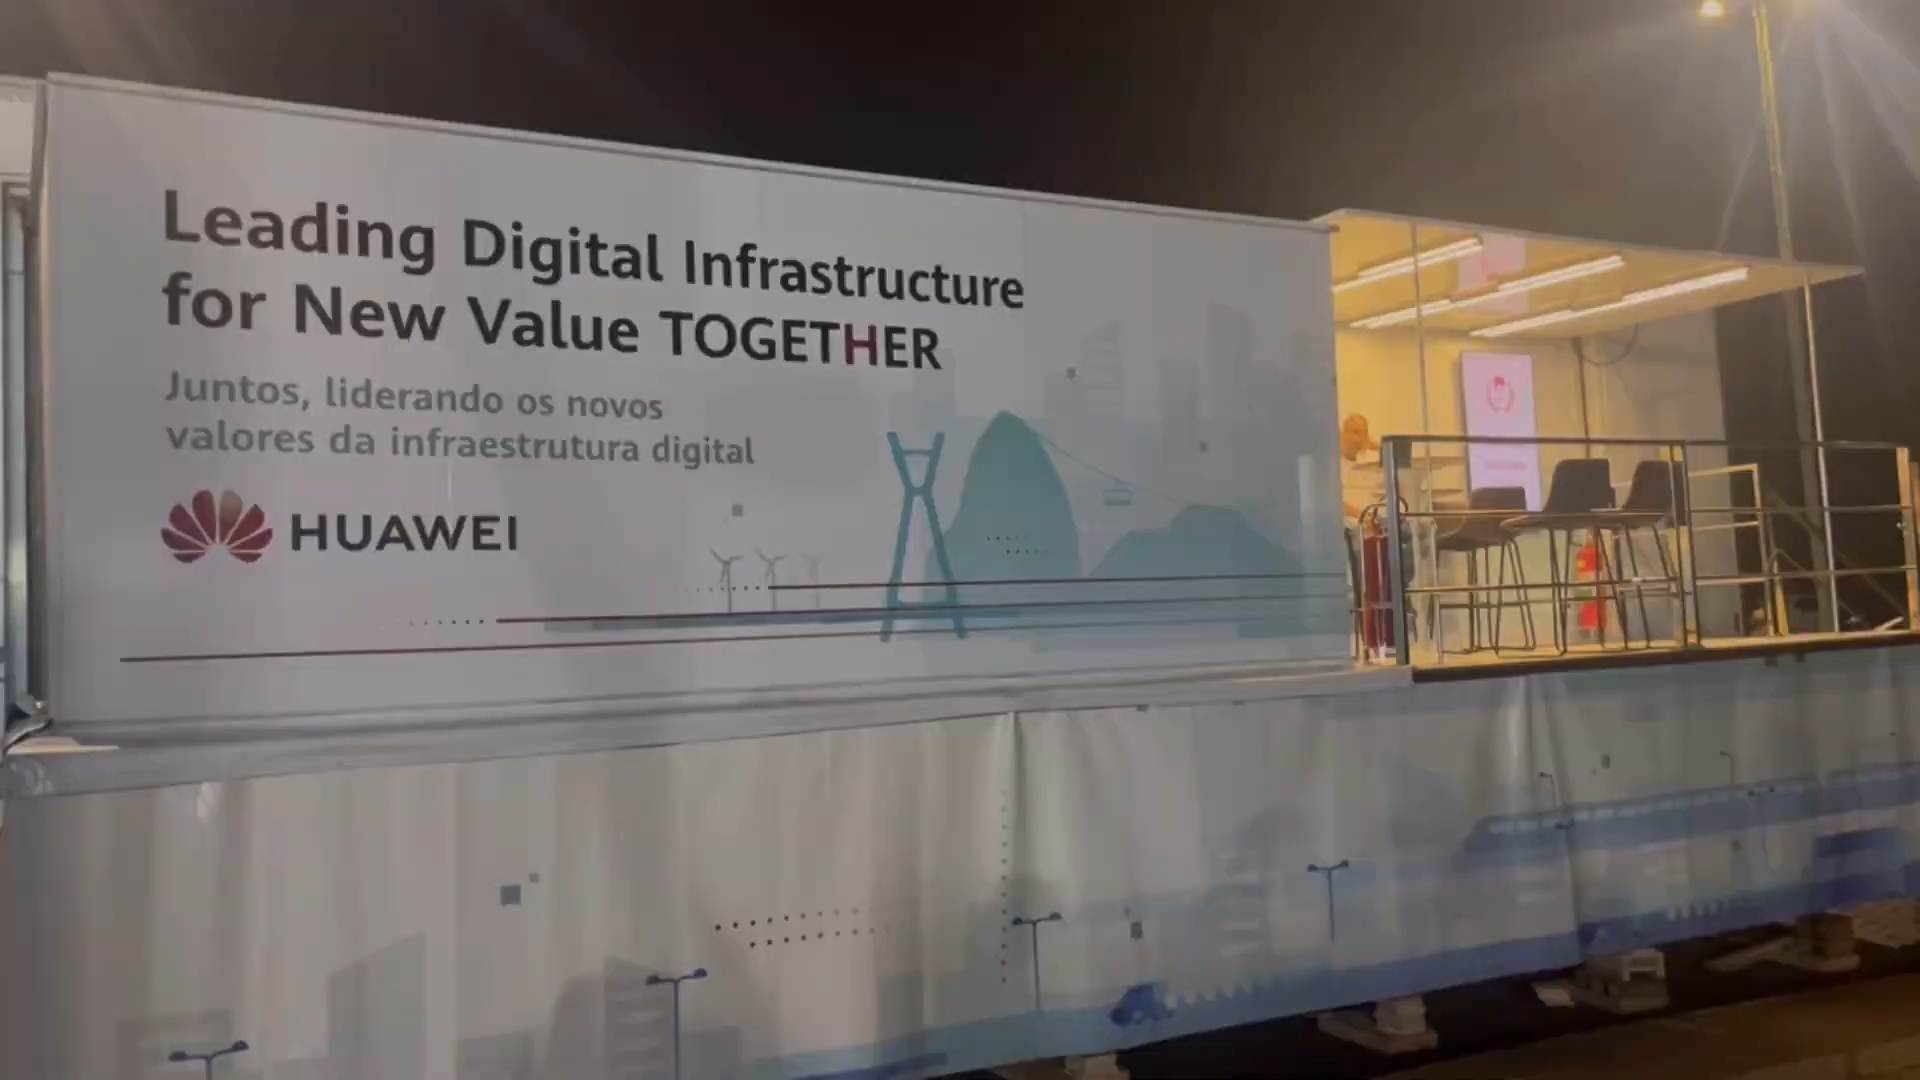 Leading Digital Infrastructure
for New Value TOGETHER
Juntos, liderando os novos
valores da infraestrutura digital
HUAWEI